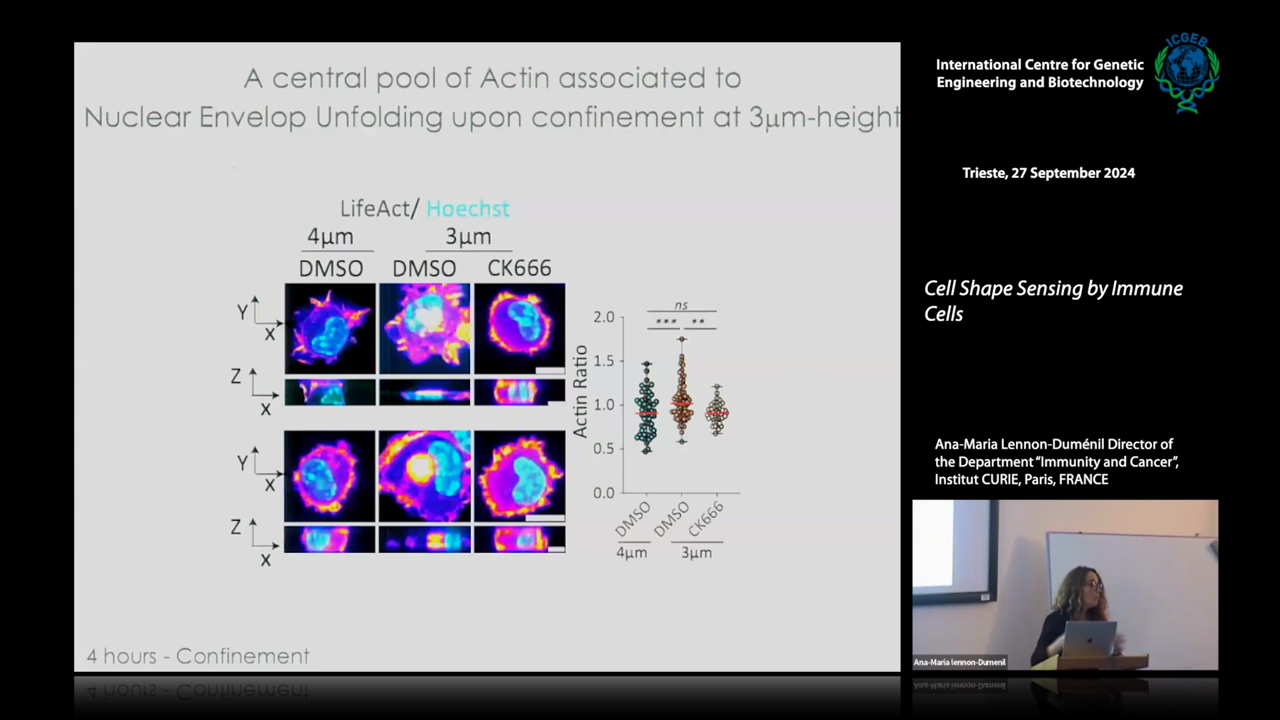 A central pool of Actin associated to
Nuclear Envelop Unfolding upon confinement at 3µm-height
LifeAct/ Hoechst
4µm 3µm
DMSO DMSO CK666
Y
X
Z
X
Y
X
Z
X
ns
*** **
Actin Ratio
2.0
1.5
1.0
0.5
0.0
DMSO DMSO CK666
4µm 3µm
4 hours - Confinement
International Centre for Genetic
Engineering and Biotechnology
ICGEB
Trieste, 27 September 2024
Cell Shape Sensing by Immune
Cells
Ana-Maria Lennon-Duménil Director of
the Department “Immunity and Cancer”,
Institut CURIE, Paris, FRANCE
Ana-Maria lennon-Dumenil